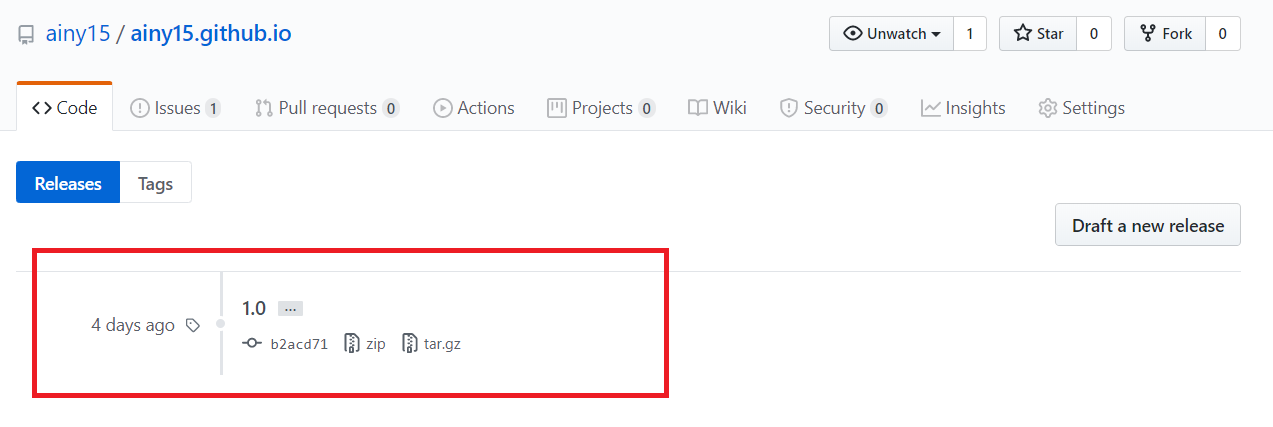 ainy15 / ainy15.github.io
Unwatch 1 Star 0 Fork 0
Code Issues 1 Pull requests 0 Actions Projects 0 Wiki Security 0 Insights Settings
Releases Tags
Draft a new release
1.0 ...
4 days ago
b2acd71 zip tar.gz